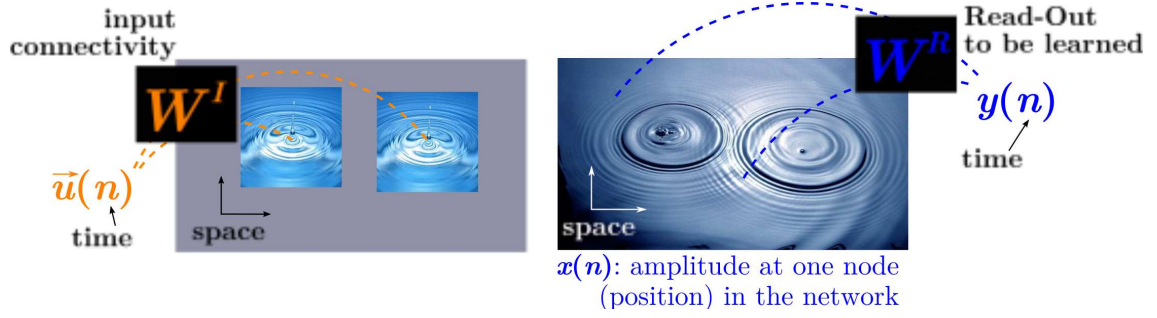 input
connectivity
W^I
u⃗(n)
time
space
Read-Out
to be learned
W^R
y(n)
time
space
x(n): amplitude at one node
(position) in the network